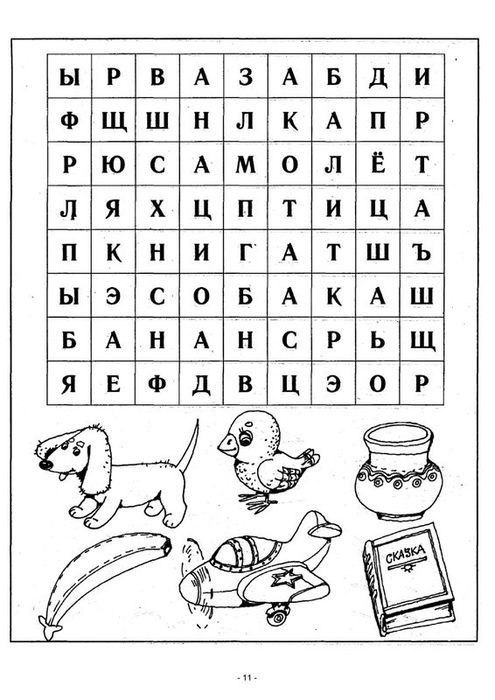 Ы Р В А З А Б Д И
Ф Щ Ш Н Л К А П Р
Р Ю С А М О Л Ё Т
Л Я Х Ц П Т И Ц А
П К Н И Г А Т Ш Ъ
Ы Э С О Б А К А Ш
Б А Н А Н С Р Ь Щ
Я Е Ф Д В Ц Э О Р
СКАЗКА
- 11 -